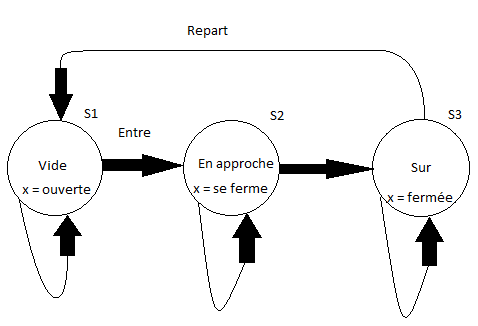 Repart
S1
S2
S3
Entre
Vide
x = ouverte
En approche
x = se ferme
Sur
x = fermée